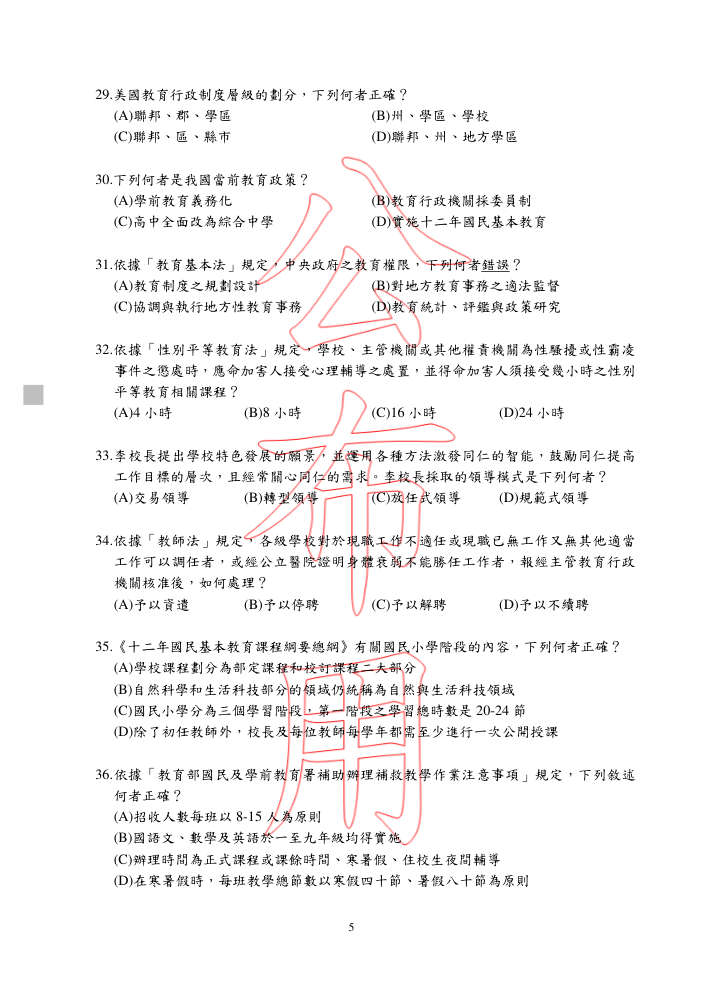 29.美國教育行政制度層級的劃分，下列何者正確？
(A)聯邦、郡、學區 (B)州、學區、學校
(C)聯邦、區、縣市 (D)聯邦、州、地方學區
30.下列何者是我國當前教育政策？
(A)學前教育義務化 (B)教育行政機關採委員制
(C)高中全面改為綜合中學 (D)實施十二年國民基本教育
31.依據「教育基本法」規定，中央政府之教育權限，下列何者錯誤？
(A)教育制度之規劃設計 (B)對地方教育事務之適法監督
(C)協調與執行地方性教育事務 (D)教育統計、評鑑與政策研究
32.依據「性別平等教育法」規定，學校、主管機關或其他權責機關為性騷擾或性霸凌
事件之懲處時，應命加害人接受心理輔導之處置，並得命加害人須接受幾小時之性別
平等教育相關課程？
(A)4 小時 (B)8 小時 (C)16 小時 (D)24 小時
33.李校長提出學校特色發展的願景，並運用各種方法激發同仁的智能，鼓勵同仁提高
工作目標的層次，且經常關心同仁的需求。李校長採取的領導模式是下列何者？
(A)交易領導 (B)轉型領導 (C)放任式領導 (D)規範式領導
34.依據「教師法」規定，各級學校對於現職工作不適任或現職已無工作又無其他適當
工作可以調任者，或經公立醫院證明身體衰弱不能勝任工作者，報經主管教育行政
機關核准後，如何處理？
(A)予以資遣 (B)予以停聘 (C)予以解聘 (D)予以不續聘
35.《十二年國民基本教育課程綱要總綱》有關國民小學階段的內容，下列何者正確？
(A)學校課程劃分為部定課程和校訂課程二大部分
(B)自然科學和生活科技部分的領域仍統稱為自然與生活科技領域
(C)國民小學分為三個學習階段，第一階段之學習總時數是 20-24 節
(D)除了初任教師外，校長及每位教師每學年都需至少進行一次公開授課
36.依據「教育部國民及學前教育署補助辦理補救教學作業注意事項」規定，下列敘述
何者正確？
(A)招收人數每班以 8-15 人為原則
(B)國語文、數學及英語於一至九年級均得實施
(C)辦理時間為正式課程或課餘時間、寒暑假、住校生夜間輔導
(D)在寒暑假時，每班教學總節數以寒假四十節、暑假八十節為原則
5
公布用